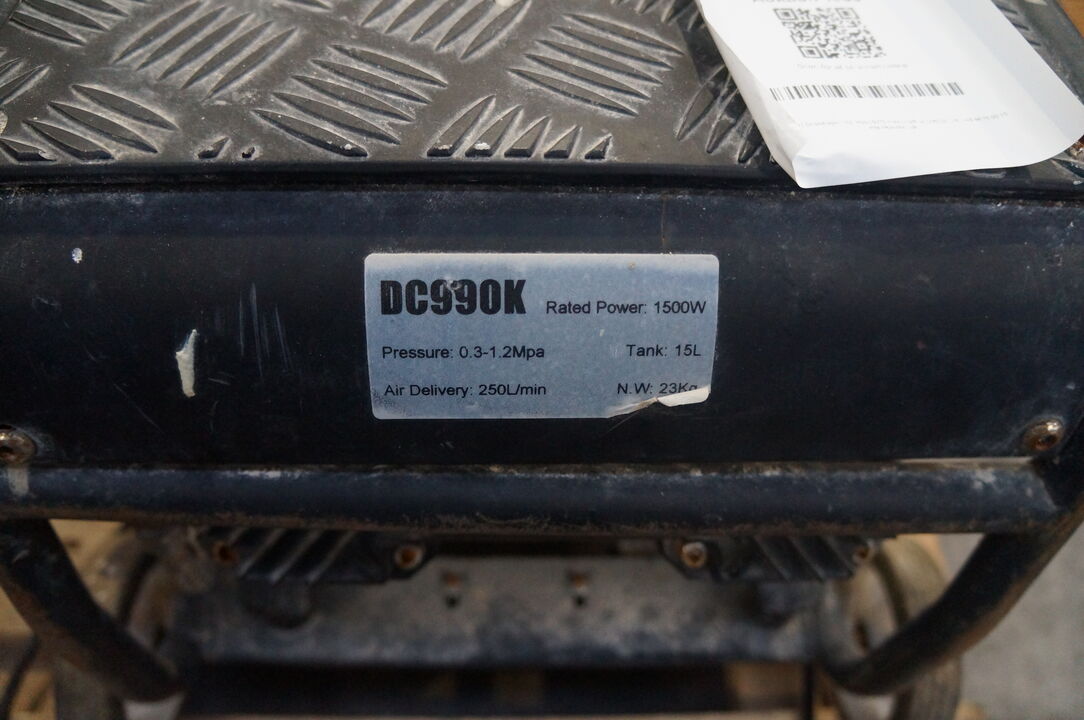 DC990K Rated Power: 1500W
Pressure: 0.3-1.2Mpa Tank: 15L
Air Delivery: 250L/min N.W: 23Kg